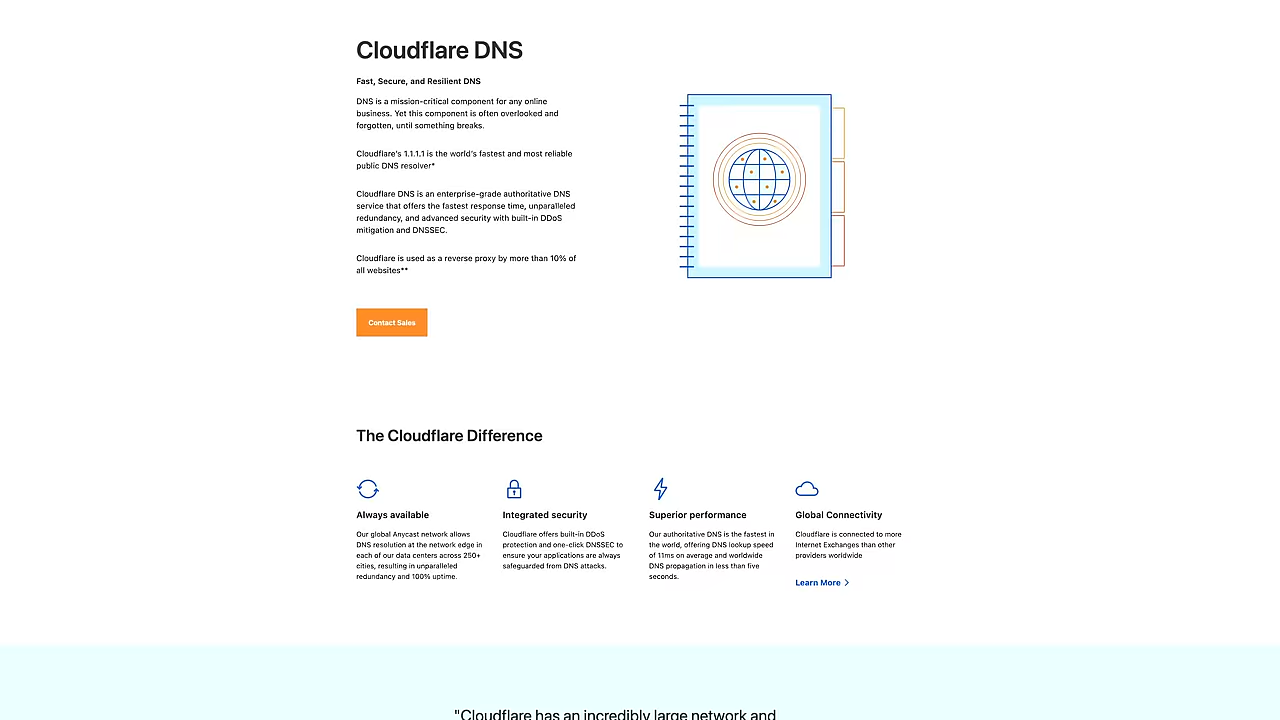 Cloudflare DNS
Fast, Secure, and Resilient DNS
DNS is a mission-critical component for any online
business. Yet this component is often overlooked and
forgotten, until something breaks.
Cloudflare's 1.1.1.1 is the world's fastest and most reliable
public DNS resolver*
Cloudflare DNS is an enterprise-grade authoritative DNS
service that offers the fastest response time, unparalleled
redundancy, and advanced security with built-in DDoS
mitigation and DNSSEC.
Cloudflare is used as a reverse proxy by more than 10% of
all websites**
Contact Sales
The Cloudflare Difference
Always available
Our global Anycast network allows
DNS resolution at the network edge in
each of our data centers across 250+
cities, resulting in unparalleled
redundancy and 100% uptime.
Integrated security
Cloudflare offers built-in DDoS
protection and one-click DNSSEC to
ensure your applications are always
safeguarded from DNS attacks.
Superior performance
Our authoritative DNS is the fastest in
the world, offering DNS lookup speed
of 11ms on average and worldwide
DNS propagation in less than five
seconds.
Global Connectivity
Cloudflare is connected to more
Internet Exchanges than other
providers worldwide
Learn More
"Cloudflare has an incredibly large network and